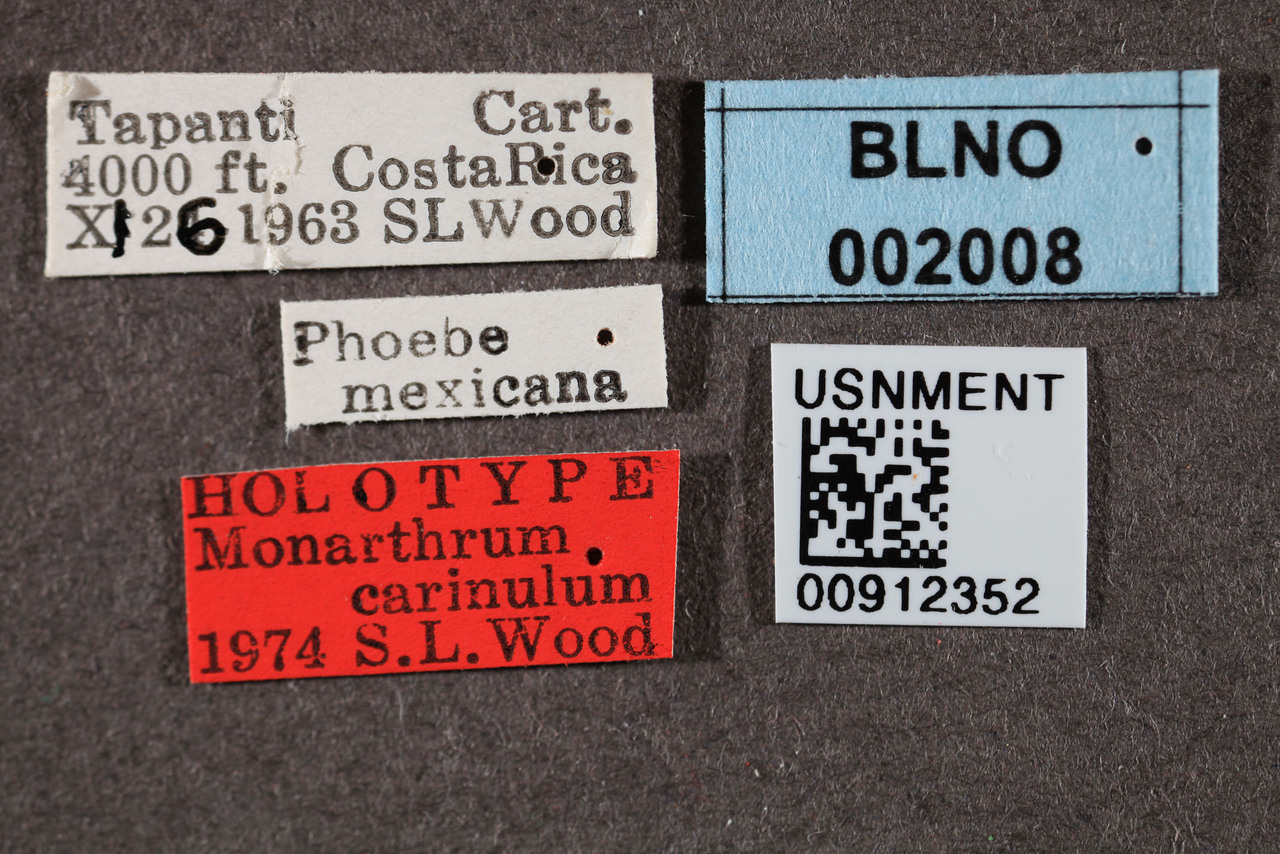 Tapanti Cart.
4000 ft. CostaRica
XI 26 1963 SLWood
Phoebe
mexicana
HOLOTYPE
Monarthrum
carinulum
1974 S.L.Wood
BLNO
002008
USNMENT
00912352